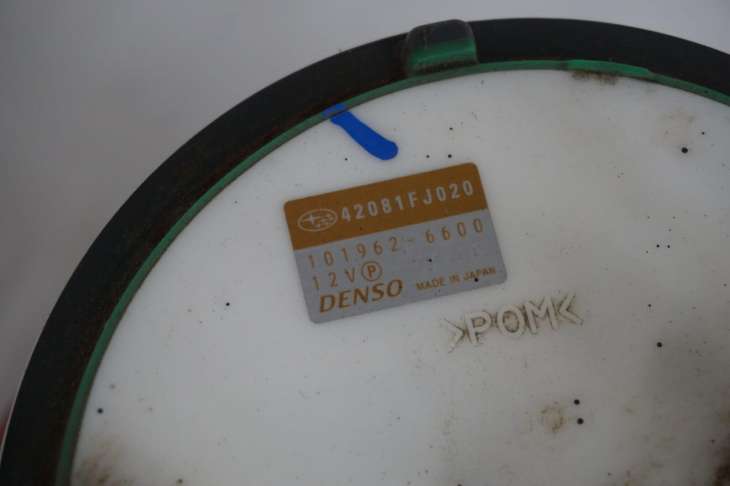 42081FJ020
101962-6600
12V Ⓟ
DENSO MADE IN JAPAN
>POM<